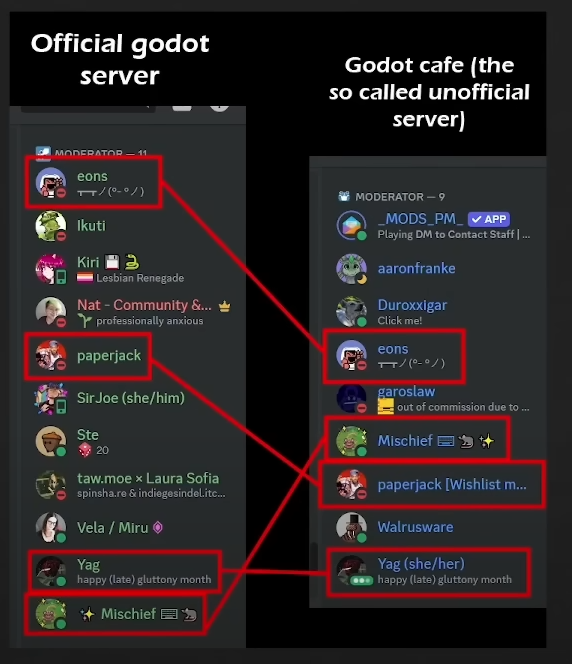 Official godot
server
MODERATOR — 11
eons
┬─┬ノ(º-ºノ)
Ikuti
Kiri 💾 🐍
Lesbian Renegade
Nat - Community &...
🌱 professionally anxious
paperjack
SirJoe (she/him)
Ste
🎲 20
taw.moe × Laura Sofia
spinsha.re & indiegesindel.itc...
Vela / Miru
Yag
happy (late) gluttony month
✨ Mischief ⌨ 🐀
Godot cafe (the
so called unofficial
server)
MODERATOR — 9
_MODS_PM_ ✓ APP
Playing DM to Contact Staff | ...
aaronfranke
Duroxxigar
Click me!
eons
┬─┬ノ(º-ºノ)
garoslaw
out of commission due to ...
Mischief ⌨ 🐀 ✨
paperjack [Wishlist m...
Walrusware
Yag (she/her)
happy (late) gluttony month